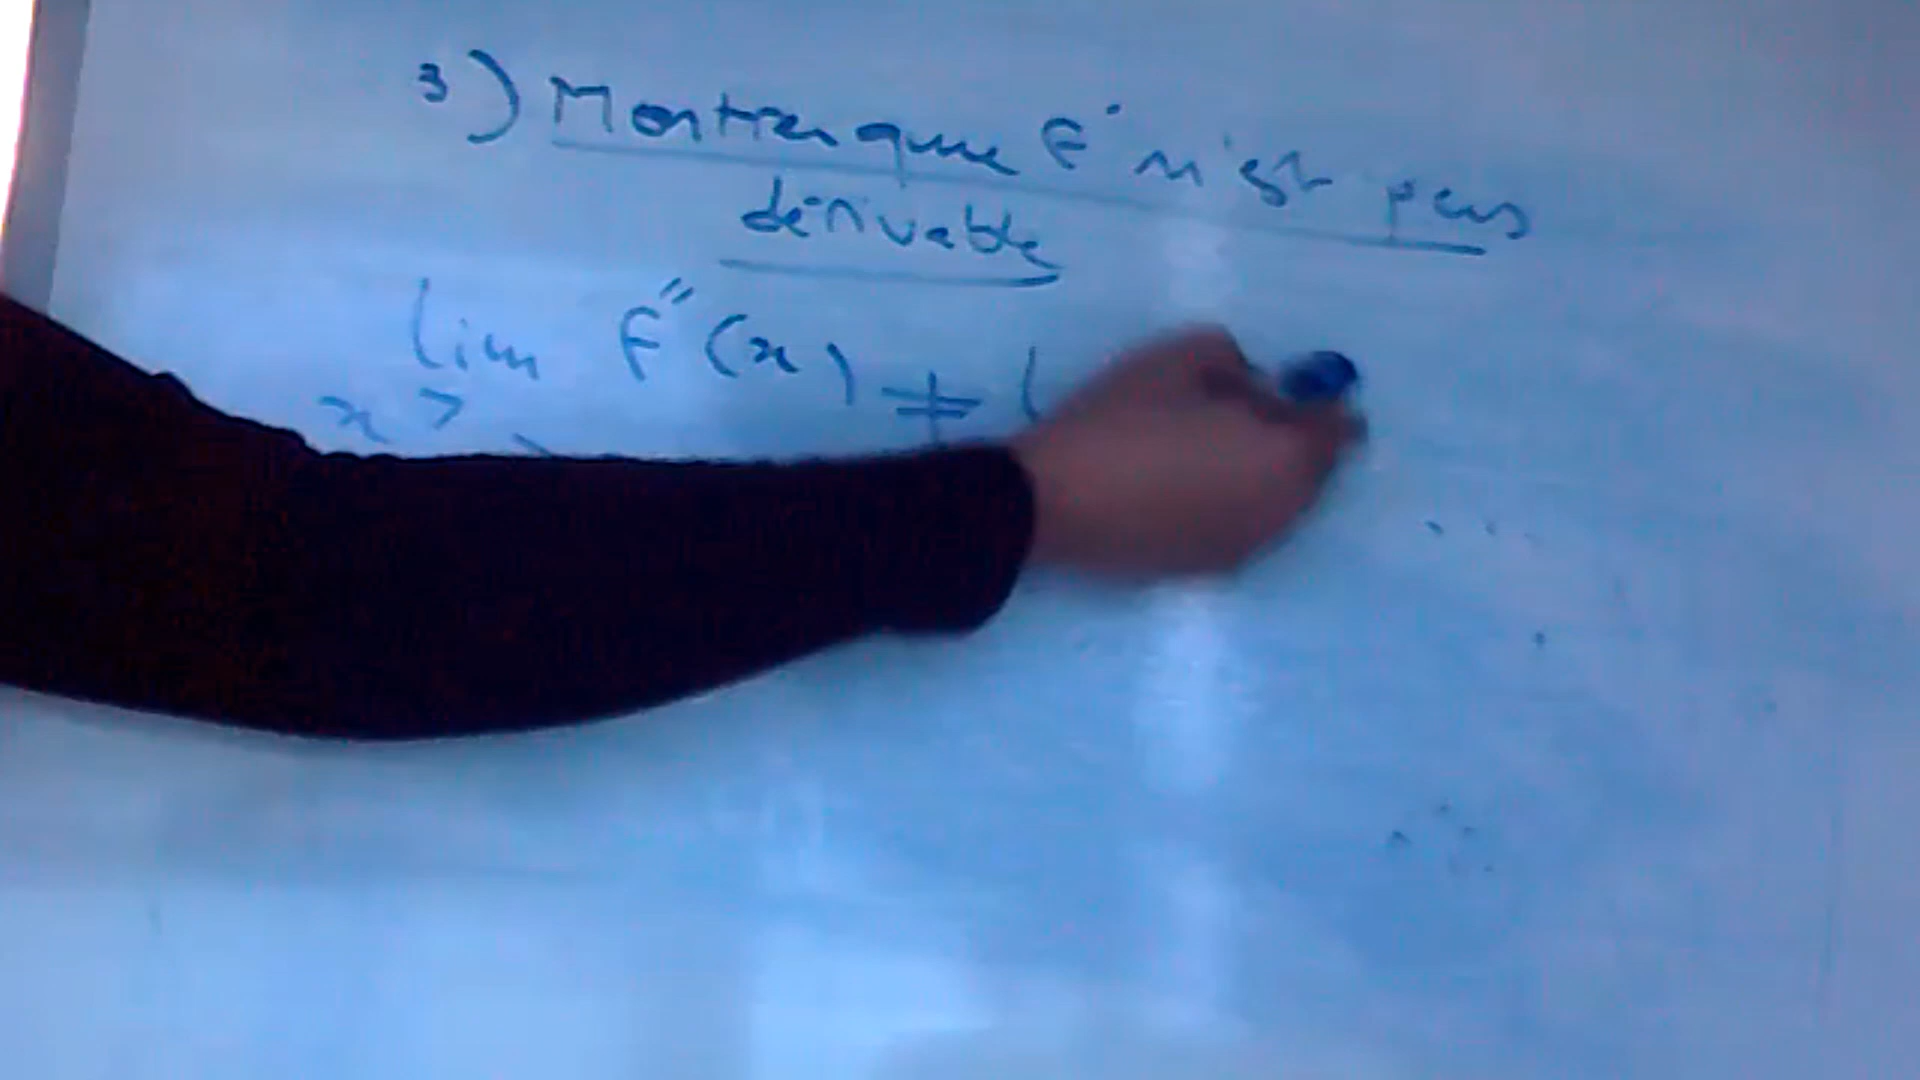 3) Montrer que F' n'est pas
dérivable
lim F''(x) ≠ l
x >